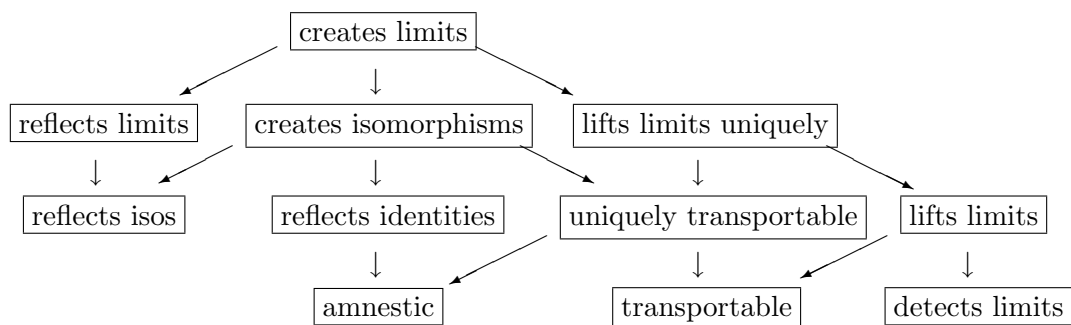 creates limits
reflects limits creates isomorphisms lifts limits uniquely
reflects isos reflects identities uniquely transportable lifts limits
amnestic transportable detects limits